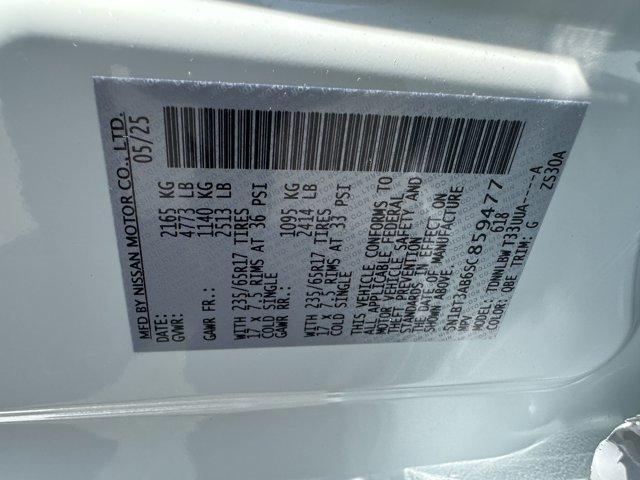 MFD BY NISSAN MOTOR CO., LTD.
DATE: 05/25
GVWR: 2165 KG
4773 LB
GAWR FR.: 1140 KG
2513 LB
WITH 235/65R17 TIRES
17 X 7.5 RIMS AT 36 PSI
COLD SINGLE
GAWR RR.: 1095 KG
2414 LB
WITH 235/65R17 TIRES
17 X 7.5 RIMS AT 33 PSI
COLD SINGLE
THIS VEHICLE CONFORMS TO
ALL APPLICABLE FEDERAL
MOTOR VEHICLE SAFETY AND
THEFT PREVENTION
STANDARDS IN EFFECT ON
THE DATE OF MANUFACTURE
SHOWN ABOVE.
5N1BT3AB6SC859477
MPV 618
MODEL: TDNNLBW T33UUA----A
COLOR: QBE TRIM: G ZS30A